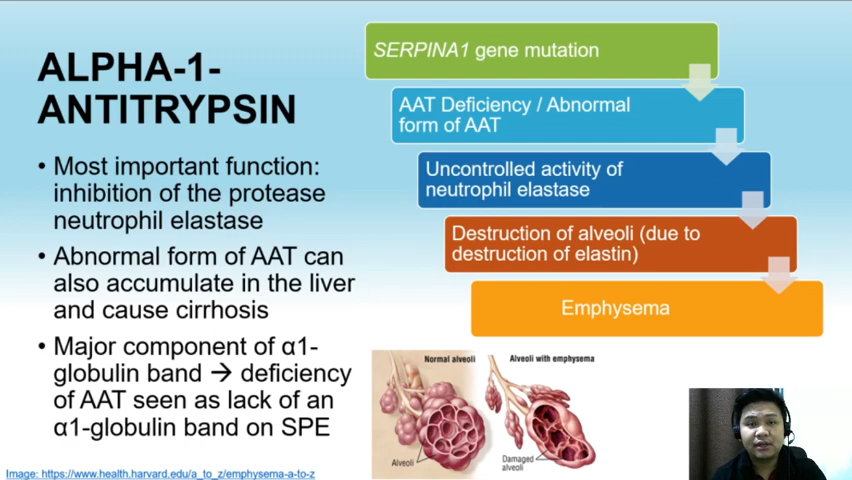 ALPHA-1-
ANTITRYPSIN
• Most important function:
inhibition of the protease
neutrophil elastase
• Abnormal form of AAT can
also accumulate in the liver
and cause cirrhosis
• Major component of α1-
globulin band → deficiency
of AAT seen as lack of an
α1-globulin band on SPE
SERPINA1 gene mutation
AAT Deficiency / Abnormal
form of AAT
Uncontrolled activity of
neutrophil elastase
Destruction of alveoli (due to
destruction of elastin)
Emphysema
Normal alveoli
Alveoli
Alveoli with emphysema
Damaged
alveoli
Image: https://www.health.harvard.edu/a_to_z/emphysema-a-to-z